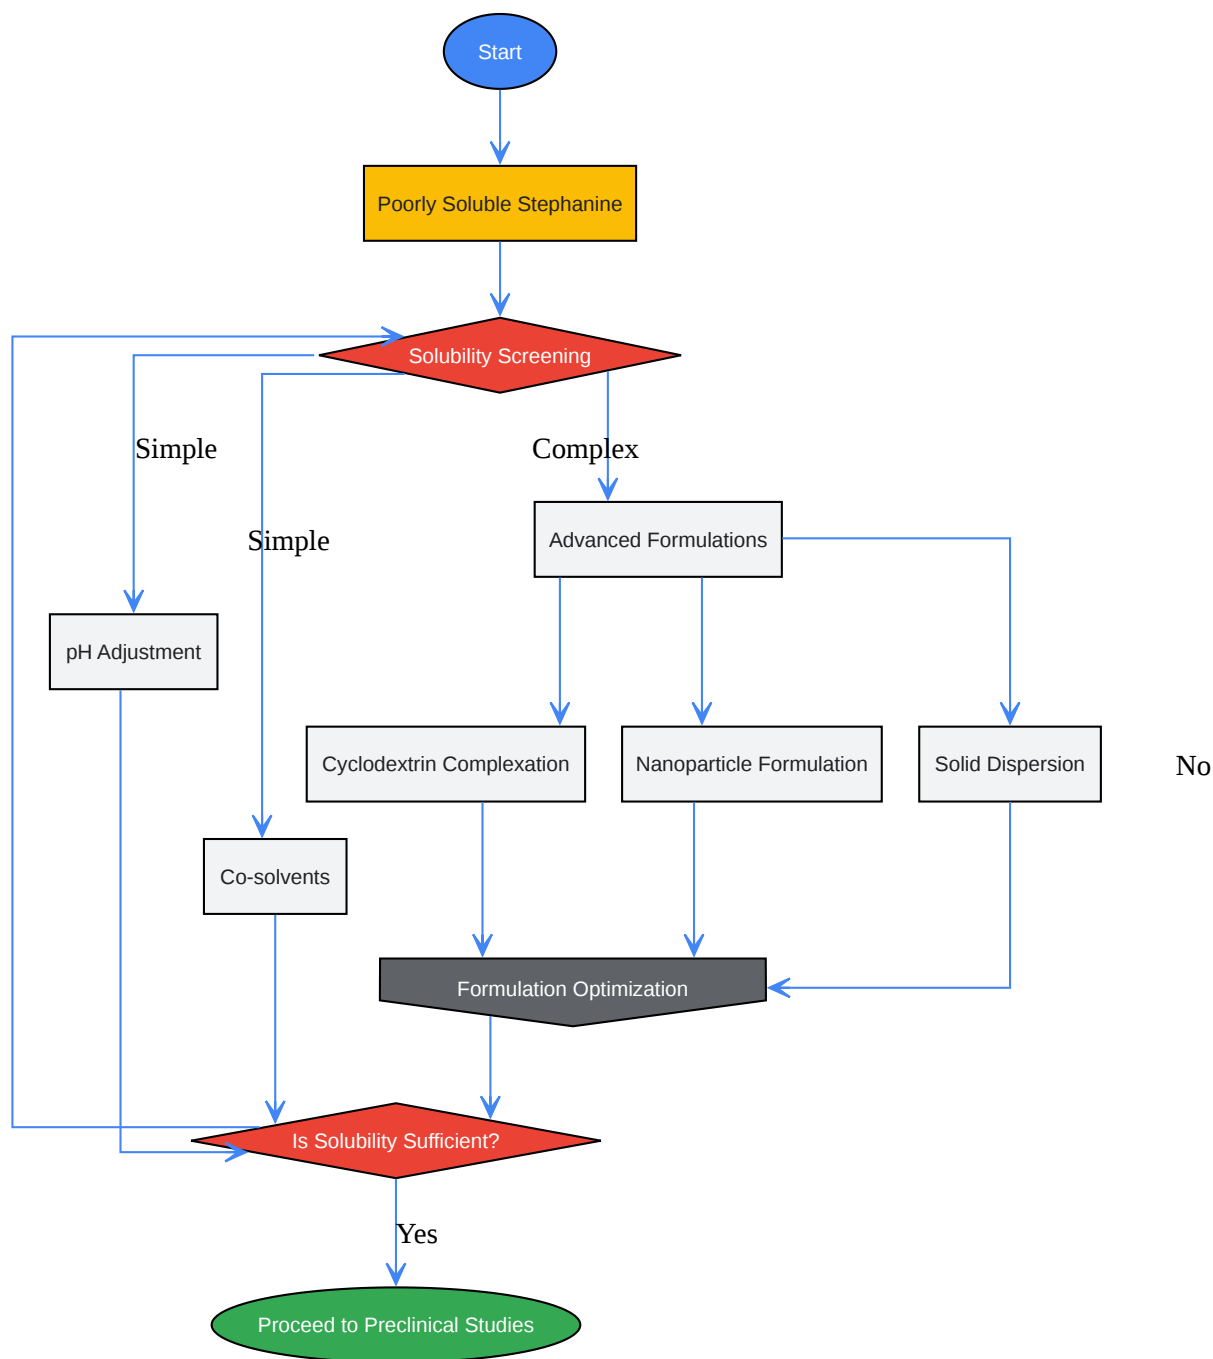 Start
Poorly Soluble Stephanine
Solubility Screening
Simple
Complex
Simple
Advanced Formulations
pH Adjustment
Cyclodextrin Complexation
Nanoparticle Formulation
Solid Dispersion
No
Co-solvents
Formulation Optimization
Is Solubility Sufficient?
Yes
Proceed to Preclinical Studies